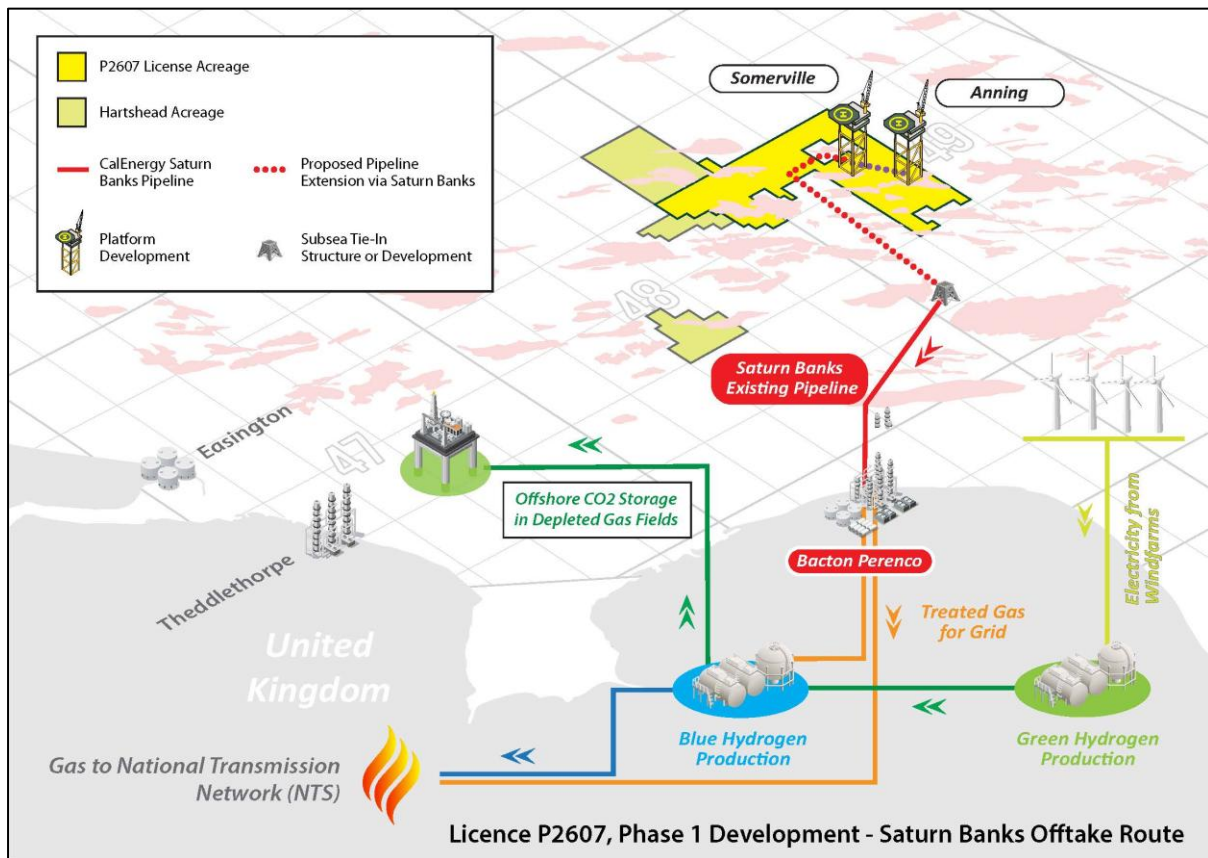 P2607 License Acreage
Hartshead Acreage
CalEnergy Saturn
Banks Pipeline
Proposed Pipeline
Extension via Saturn Banks
Platform
Development
Subsea Tie-In
Structure or Development
Somerville
Anning
49
48
47
Saturn Banks
Existing Pipeline
Easington
Theddlethorpe
Offshore CO2 Storage
in Depleted Gas Fields
Bacton Perenco
Electricity from
Windfarms
Treated Gas
for Grid
United
Kingdom
Blue Hydrogen
Production
Green Hydrogen
Production
Gas to National Transmission
Network (NTS)
Licence P2607, Phase 1 Development - Saturn Banks Offtake Route